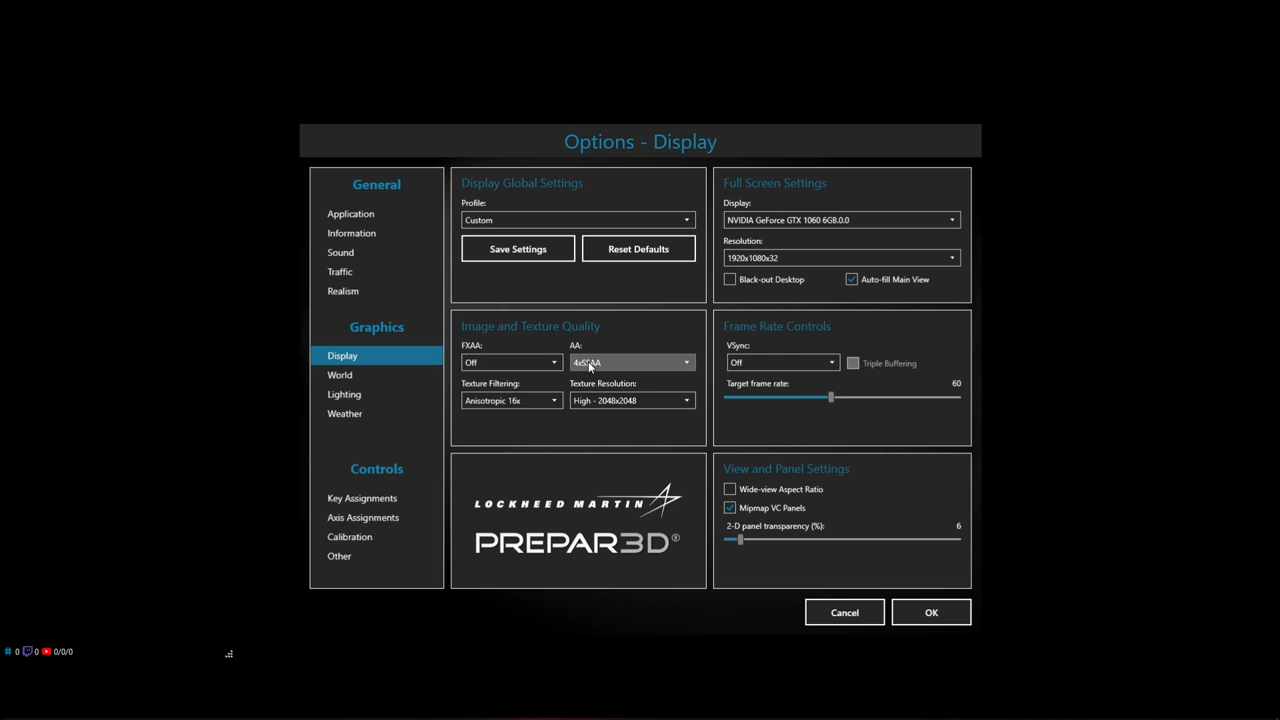 Options - Display
General
Application
Information
Sound
Traffic
Realism
Graphics
Display
World
Lighting
Weather
Controls
Key Assignments
Axis Assignments
Calibration
Other
Display Global Settings
Profile:
Custom
Save Settings Reset Defaults
Full Screen Settings
Display:
NVIDIA GeForce GTX 1060 6GB.0.0
Resolution:
1920x1080x32
Black-out Desktop Auto-fill Main View
Image and Texture Quality
FXAA: AA:
Off 4xSSAA
Texture Filtering: Texture Resolution:
Anisotropic 16x High - 2048x2048
Frame Rate Controls
VSync:
Off Triple Buffering
Target frame rate: 60
LOCKHEED MARTIN
PREPAR3D®
View and Panel Settings
Wide-view Aspect Ratio
Mipmap VC Panels
2-D panel transparency (%): 6
Cancel OK
# 0 0 0/0/0